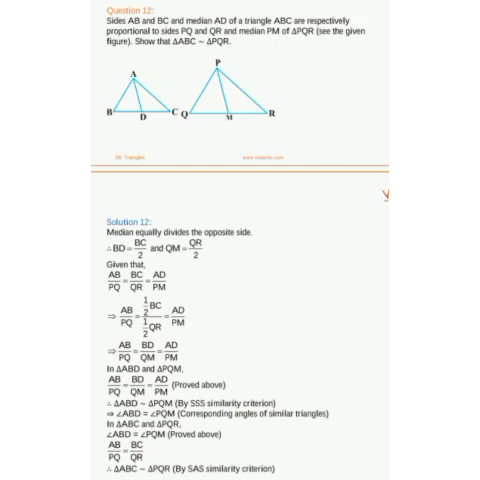 Question 12:
Sides AB and BC and median AD of a triangle ABC are respectively
proportional to sides PQ and QR and median PM of ΔPQR (see the given
figure). Show that ΔABC ~ ΔPQR.
P
A
B D C Q M R
06. Triangles
Solution 12:
Median equally divides the opposite side.
∴ BD = BC/2 and QM = QR/2
Given that,
AB/PQ = BC/QR = AD/PM
⇒ AB/PQ = (1/2 BC)/(1/2 QR) = AD/PM
⇒ AB/PQ = BD/QM = AD/PM
In ΔABD and ΔPQM,
AB/PQ = BD/QM = AD/PM (Proved above)
∴ ΔABD ~ ΔPQM (By SSS similarity criterion)
⇒ ∠ABD = ∠PQM (Corresponding angles of similar triangles)
In ΔABC and ΔPQR,
∠ABD = ∠PQM (Proved above)
AB/PQ = BC/QR
∴ ΔABC ~ ΔPQR (By SAS similarity criterion)